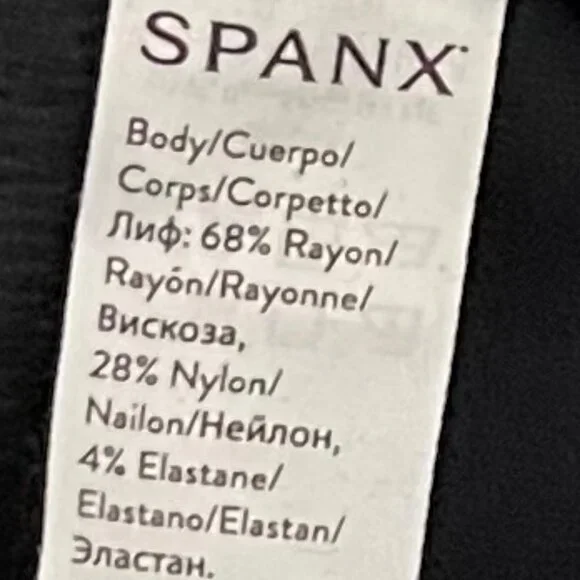 SPANX
Body/Cuerpo/
Corps/Corpetto/
Лиф: 68% Rayon/
Rayón/Rayonne/
Вискоза,
28% Nylon/
Nailon/Нейлон,
4% Elastane/
Elastano/Elastan/
Эластан.